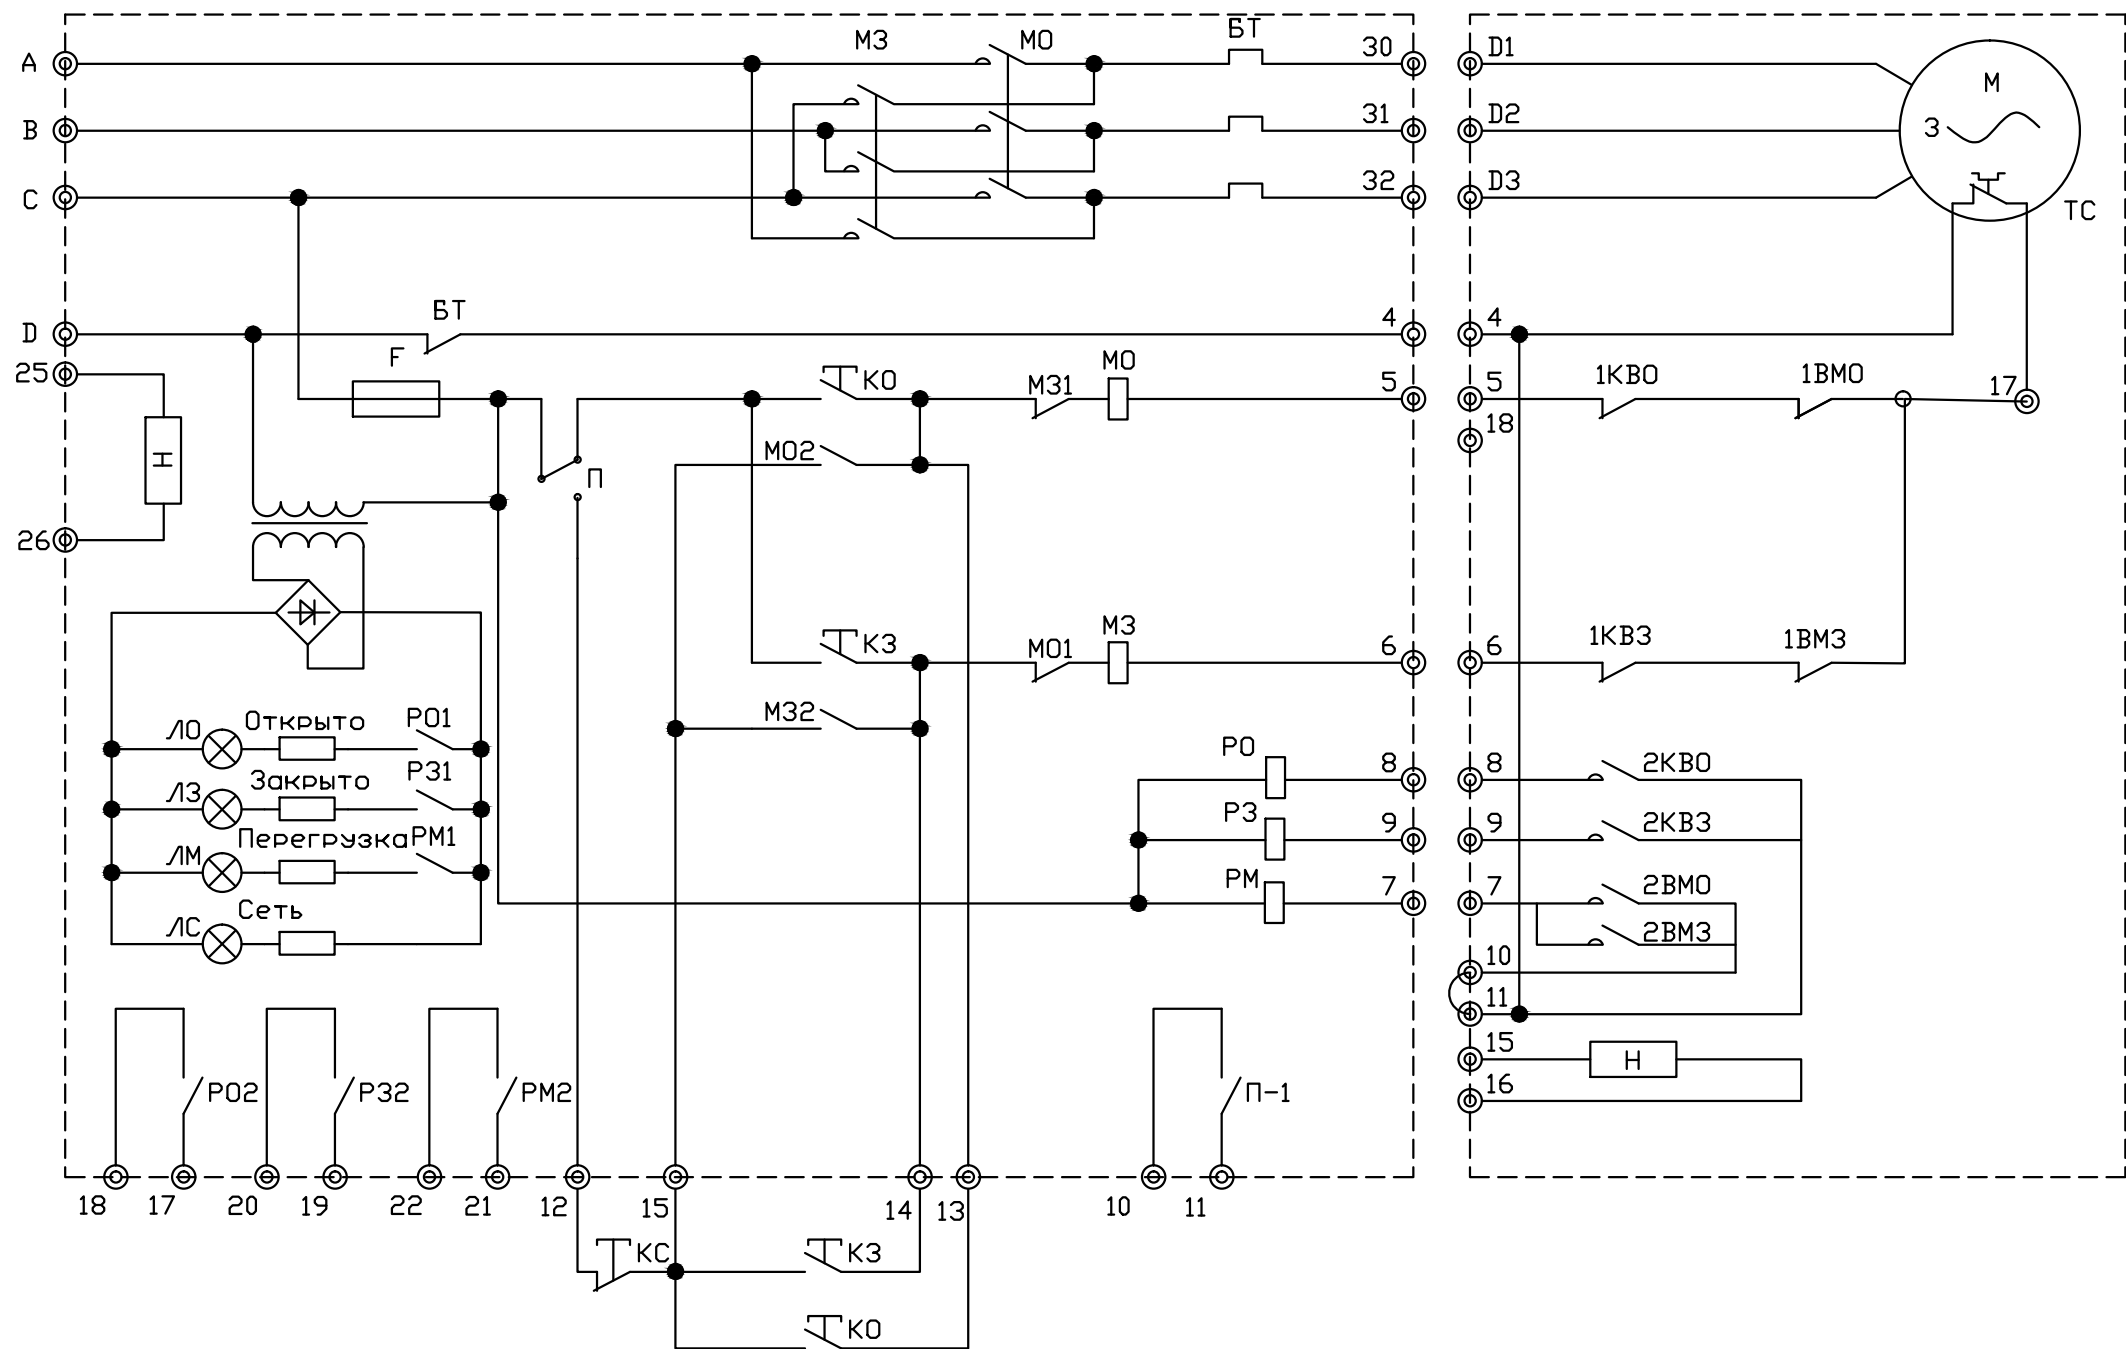 A МЗ МО БТ 30 D1
М
B 31 D2 3
C 32 D3
ТС
D БТ 4 4
25 F КО МЗ1 МО 5 5 1КВО 1ВМО 17
18
МО2
П
Н
26
КЗ МО1 МЗ 6 6 1КВЗ 1ВМЗ
ЛО Открыто РО1 МЗ2
РО 8 8 2КВО
ЛЗ Закрыто РЗ1
РЗ 9 9 2КВЗ
ЛМ Перегрузка РМ1
РМ 7 7 2ВМО
ЛС Сеть
2ВМЗ
10
11
15
Н
16
РО2 РЗ2 РМ2 П-1
18 17 20 19 22 21 12 15 14 13 10 11
КС КЗ
КО